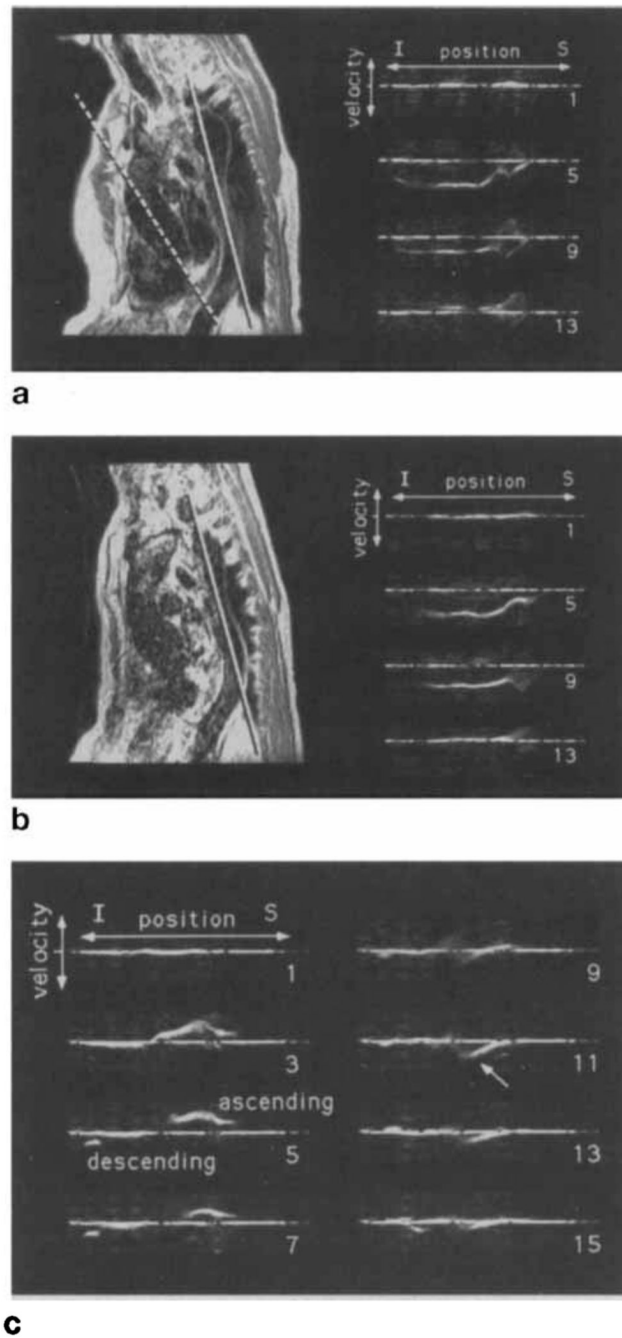 I position S
velocity
1
5
9
13
a
I position S
velocity
1
5
9
13
b
I position S
velocity
1
3
ascending
5
descending
7
9
11
13
15
c